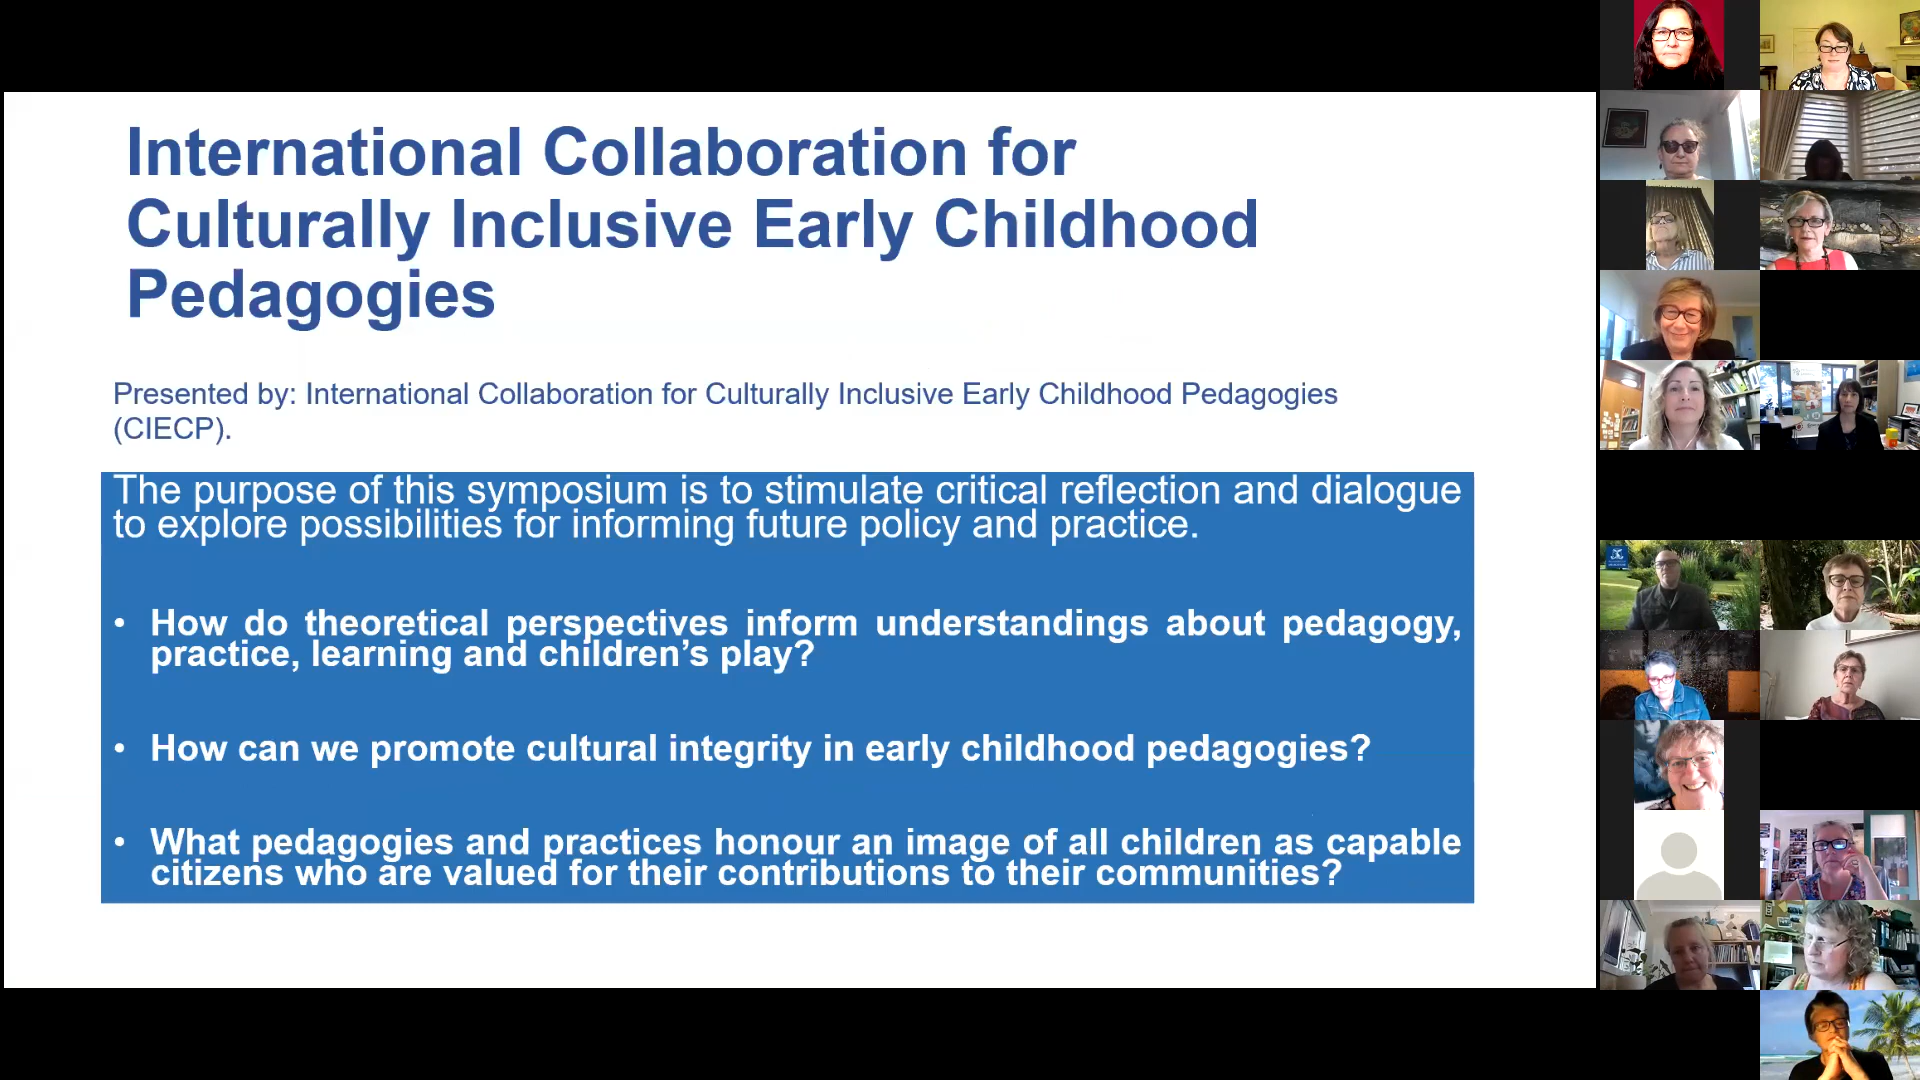 International Collaboration for
Culturally Inclusive Early Childhood
Pedagogies
Presented by: International Collaboration for Culturally Inclusive Early Childhood Pedagogies
(CIECP).
The purpose of this symposium is to stimulate critical reflection and dialogue
to explore possibilities for informing future policy and practice.
• How do theoretical perspectives inform understandings about pedagogy,
practice, learning and children’s play?
• How can we promote cultural integrity in early childhood pedagogies?
• What pedagogies and practices honour an image of all children as capable
citizens who are valued for their contributions to their communities?